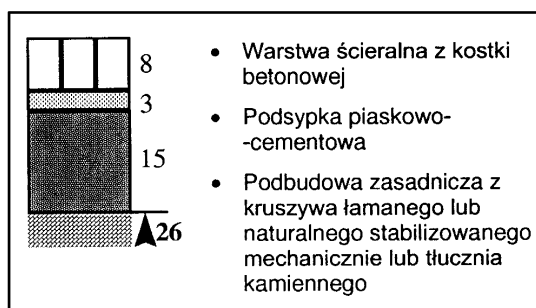 8
3
15
26
• Warstwa ścieralna z kostki
betonowej
• Podsypka piaskowo-
-cementowa
• Podbudowa zasadnicza z
kruszywa łamanego lub
naturalnego stabilizowanego
mechanicznie lub tłucznia
kamiennego